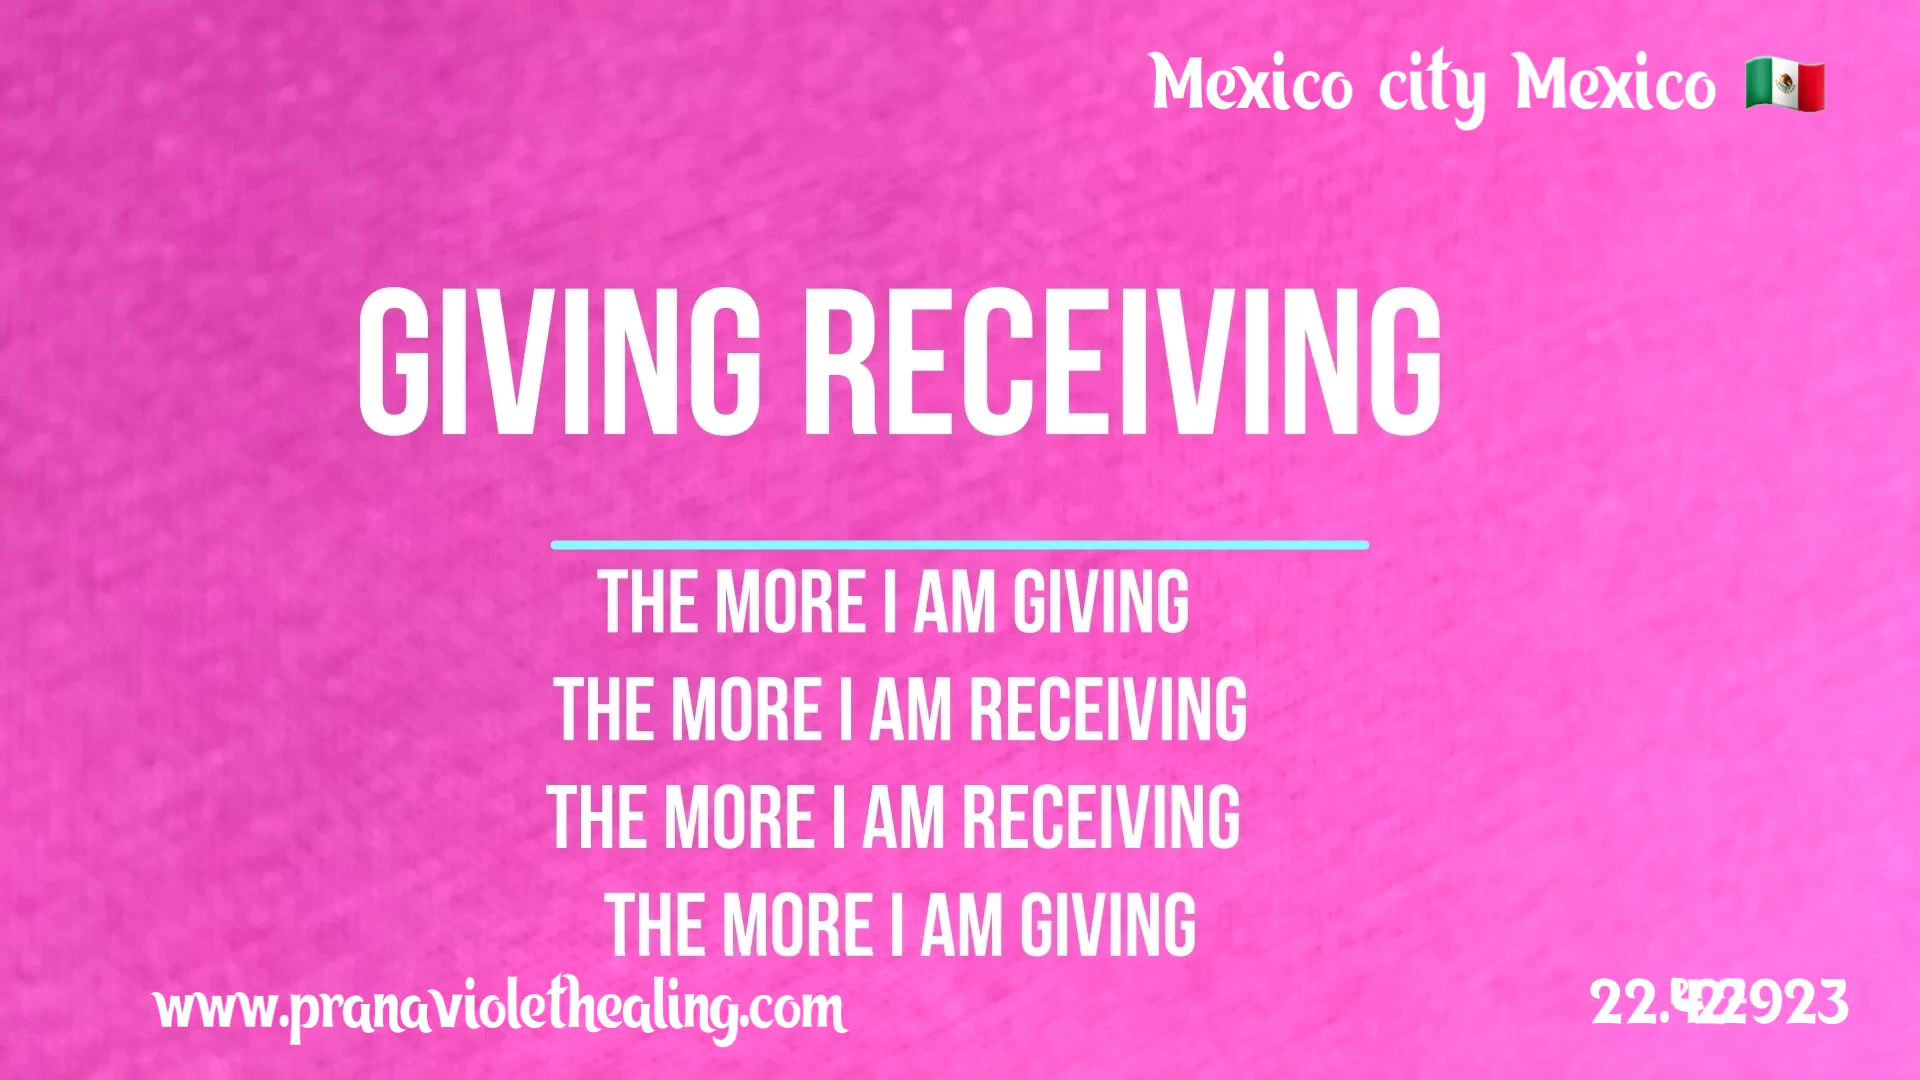 Mexico city Mexico 🇲🇽
GIVING RECEIVING
THE MORE I AM GIVING
THE MORE I AM RECEIVING
THE MORE I AM RECEIVING
THE MORE I AM GIVING
www.pranaviolethealing.com